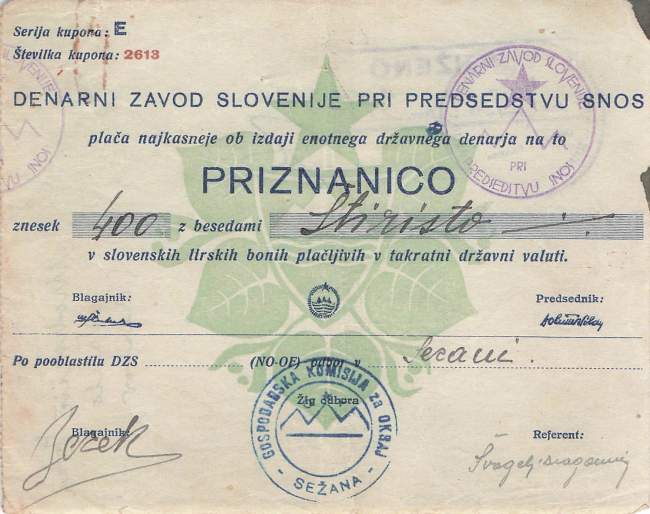 Serija kupona: E
Številka kupona: 2613
DENARNI ZAVOD SLOVENIJE PRI PREDSEDSTVU SNOS
plača najkasneje ob izdaji enotnega državnega denarja na to
PRIZNANICO
znesek 400 z besedami Štiristo
v slovenskih lirskih bonih plačljivih v takratni državni valuti.
Blagajnik: Predsednik:
Po pooblastilu DZS (NO-OF) odbor v Sežani.
Žig odbora
Blagajnik: Referent:
GOSPODARSKA KOMISIJA za OKRAJ
SEŽANA
DENARNI ZAVOD SLOVENIJE
PRI
PREDSEDSTVU SNOS